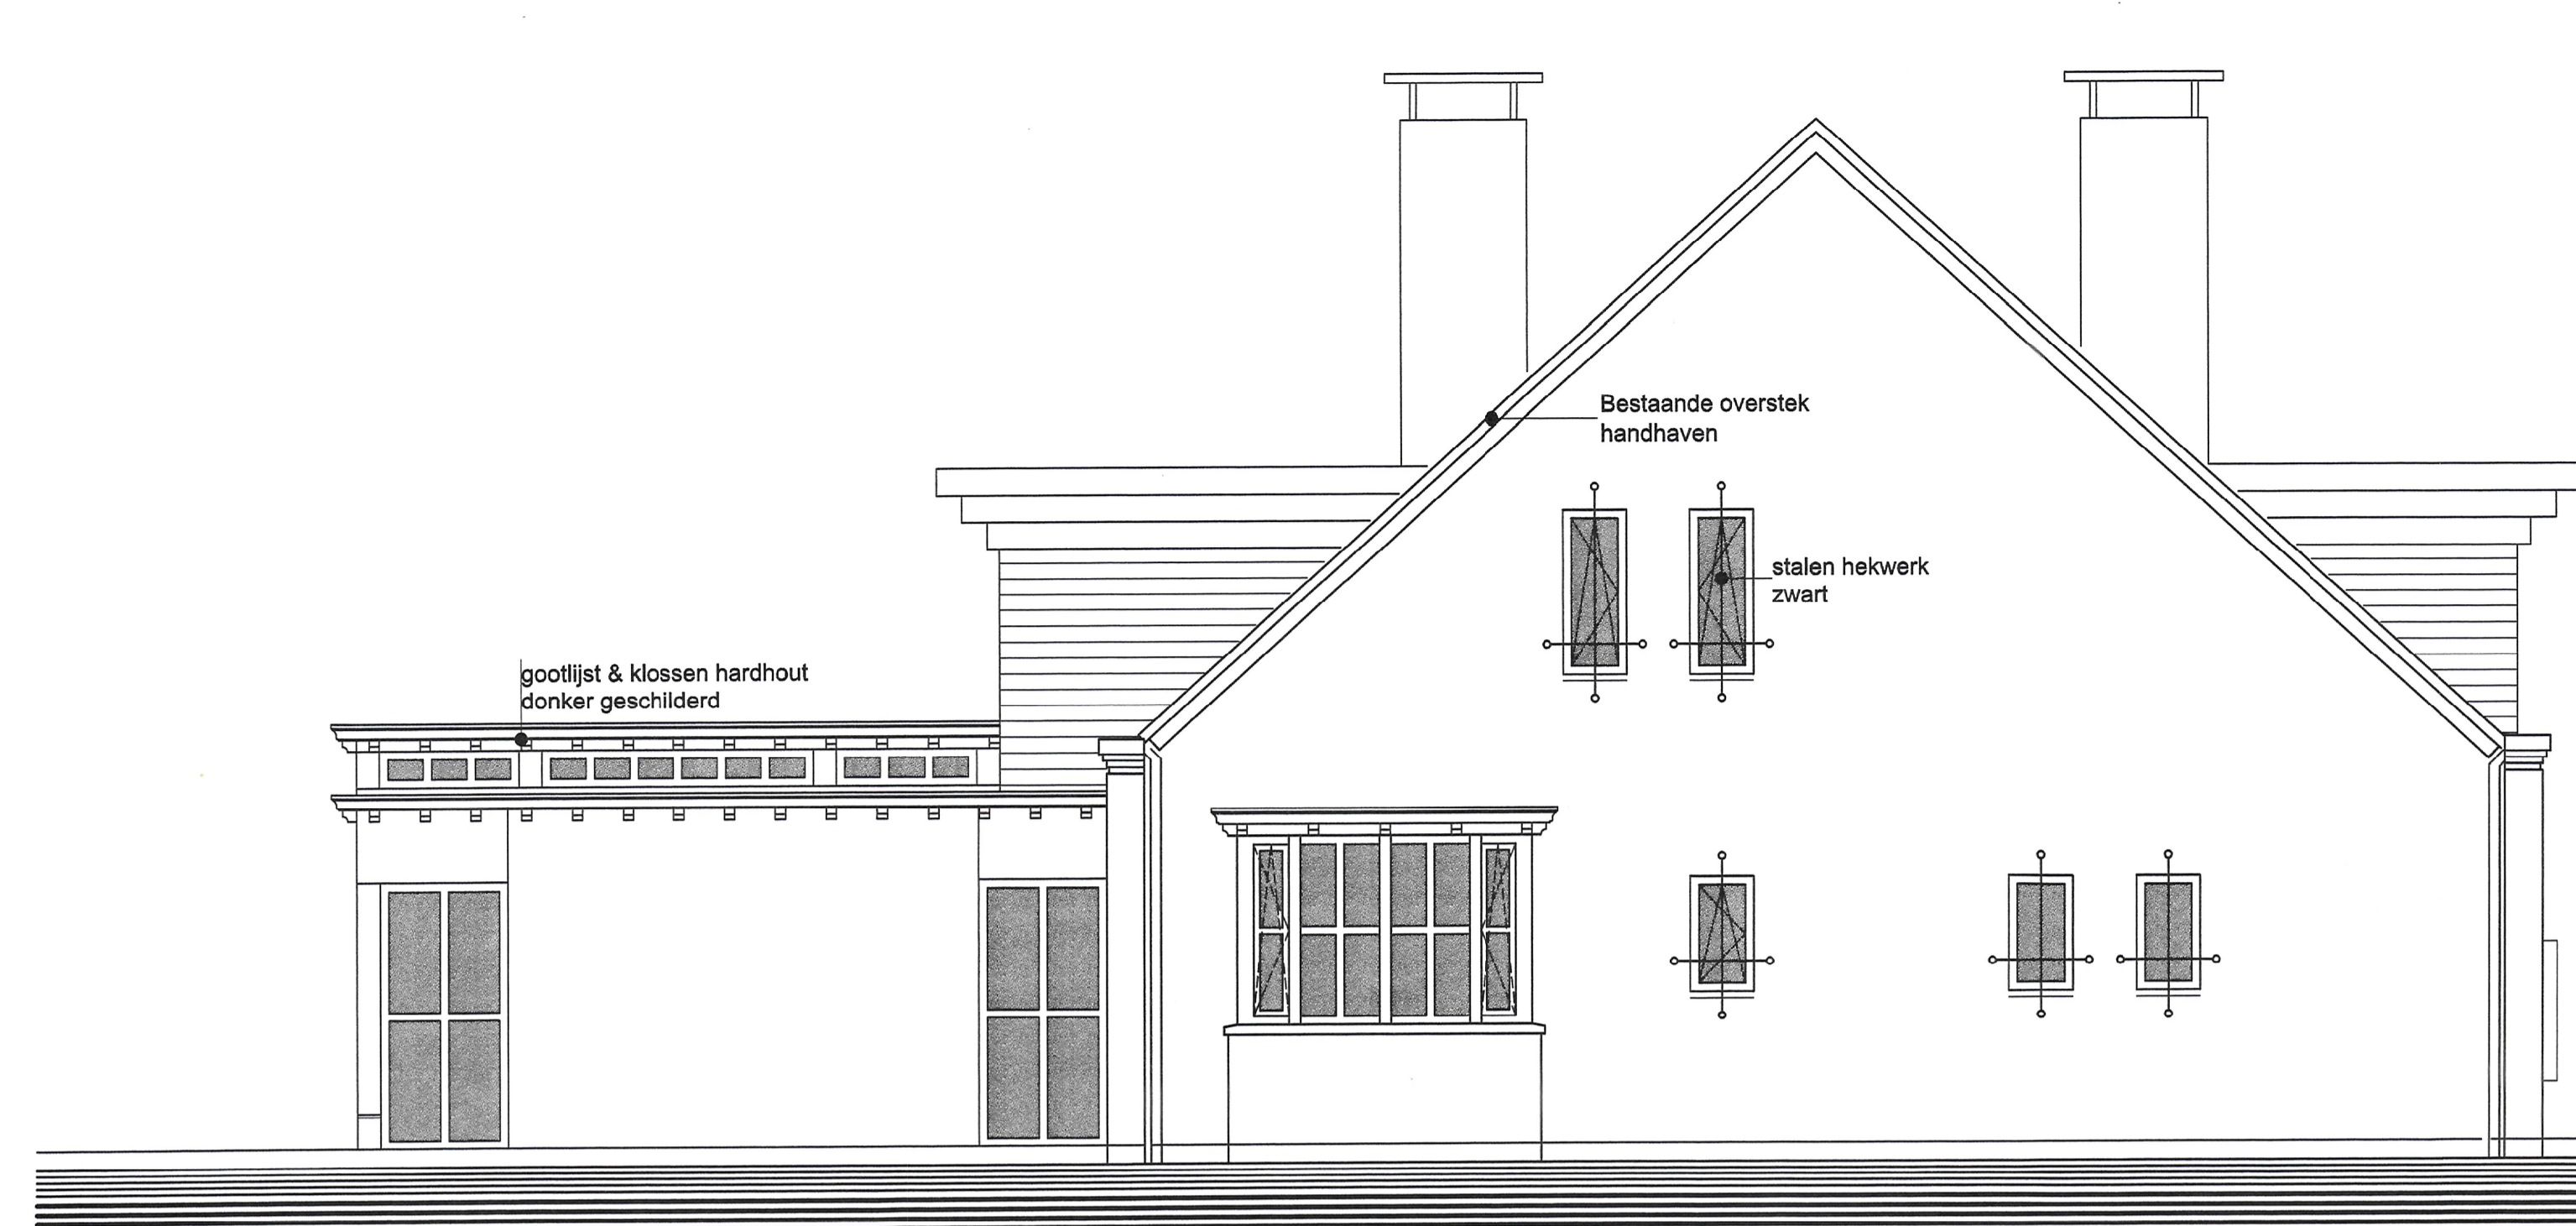 Bestaande overstek
handhaven
stalen hekwerk
zwart
gootlijst & klossen hardhout
donker geschilderd